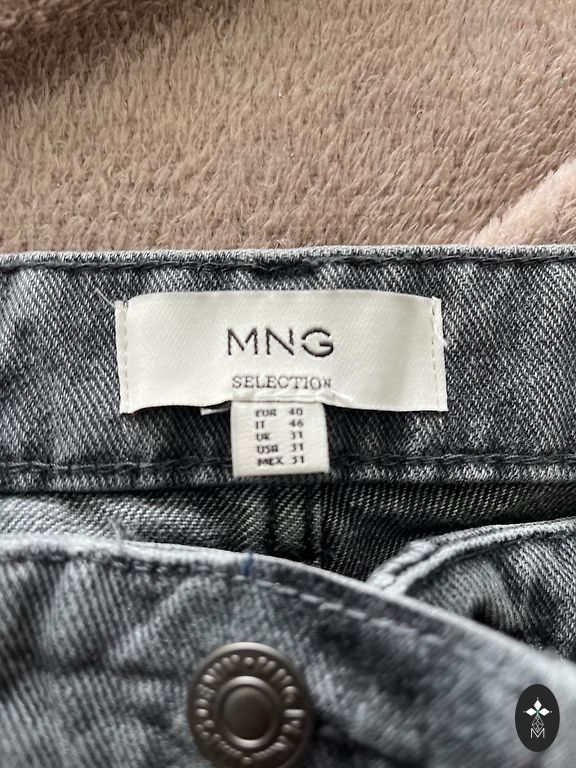 MNG
SELECTION
EUR 40
IT 46
UK 31
USA 31
MEX 31